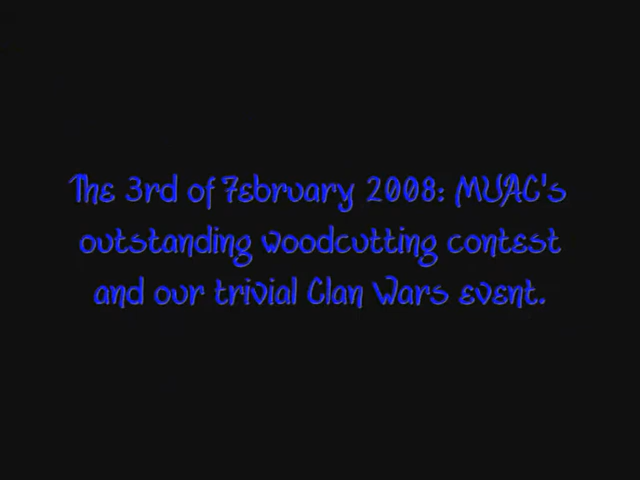 The 3rd of February 2008: MUAC's
outstanding woodcutting contest
and our trivial Clan Wars event.